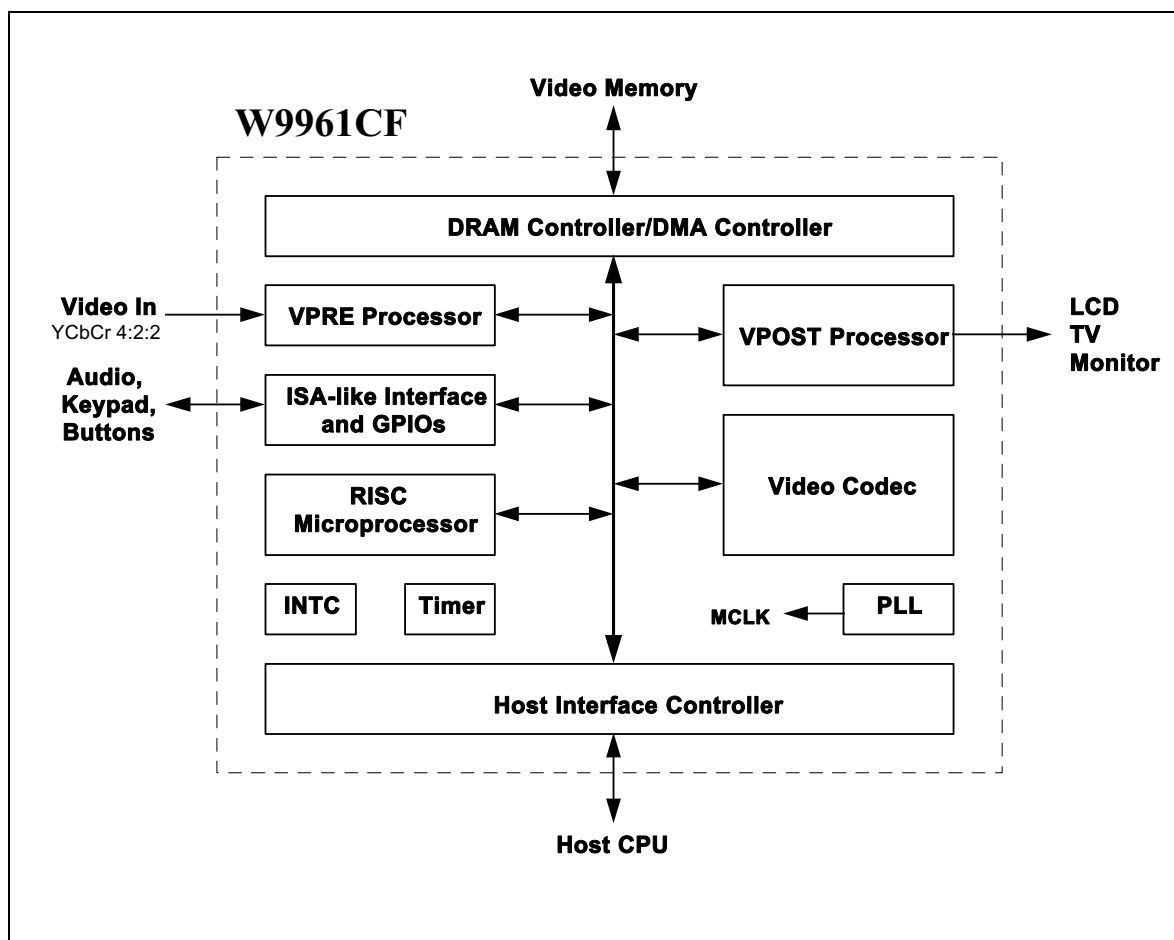 Video Memory
W9961CF
DRAM Controller/DMA Controller
Video In
YCbCr 4:2:2
VPRE Processor
VPOST Processor
LCD
TV
Monitor
Audio,
Keypad,
Buttons
ISA-like Interface
and GPIOs
Video Codec
RISC
Microprocessor
INTC
Timer
MCLK
PLL
Host Interface Controller
Host CPU